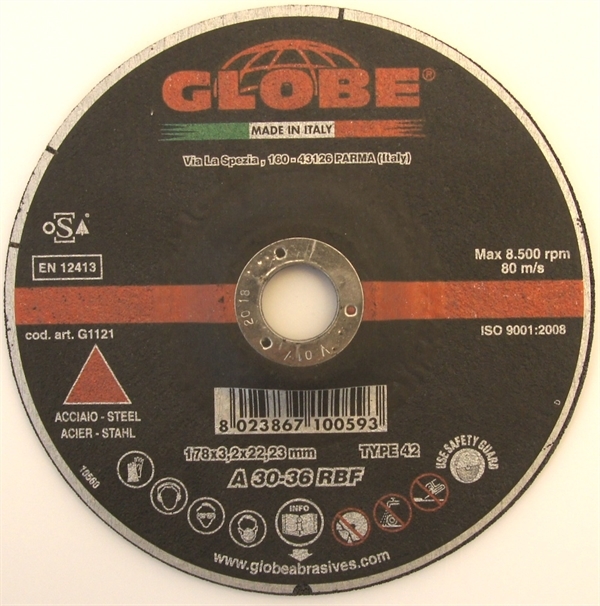 GLOBE®
MADE IN ITALY
Via La Spezia , 160 - 43126 PARMA (Italy)
oSA
EN 12413
Max 8.500 rpm
80 m/s
2018
V 01
cod. art. G1121
ISO 9001:2008
ACCIAIO - STEEL
ACIER - STAHL
8 023867 100593
178x3,2x22,23 mm
TYPE 42
A 30-36 RBF
10560
USE SAFETY GUARD
INFO
www.globeabrasives.com